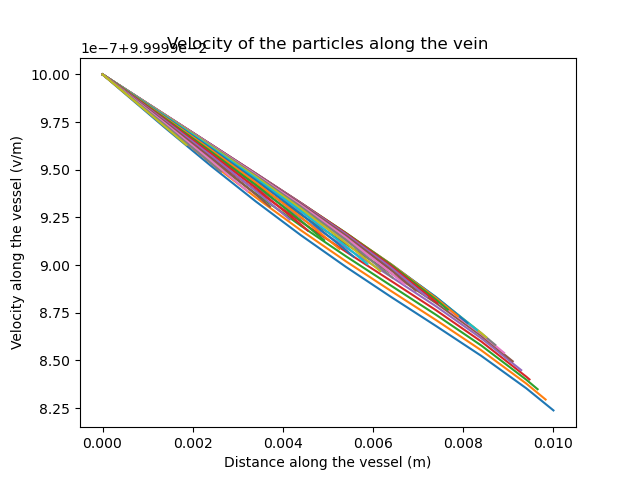 Velocity of the particles along the vein
1e−7+9.9999e−2
10.00
9.75
9.50
9.25
9.00
8.75
8.50
8.25
Velocity along the vessel (v/m)
0.000 0.002 0.004 0.006 0.008 0.010
Distance along the vessel (m)